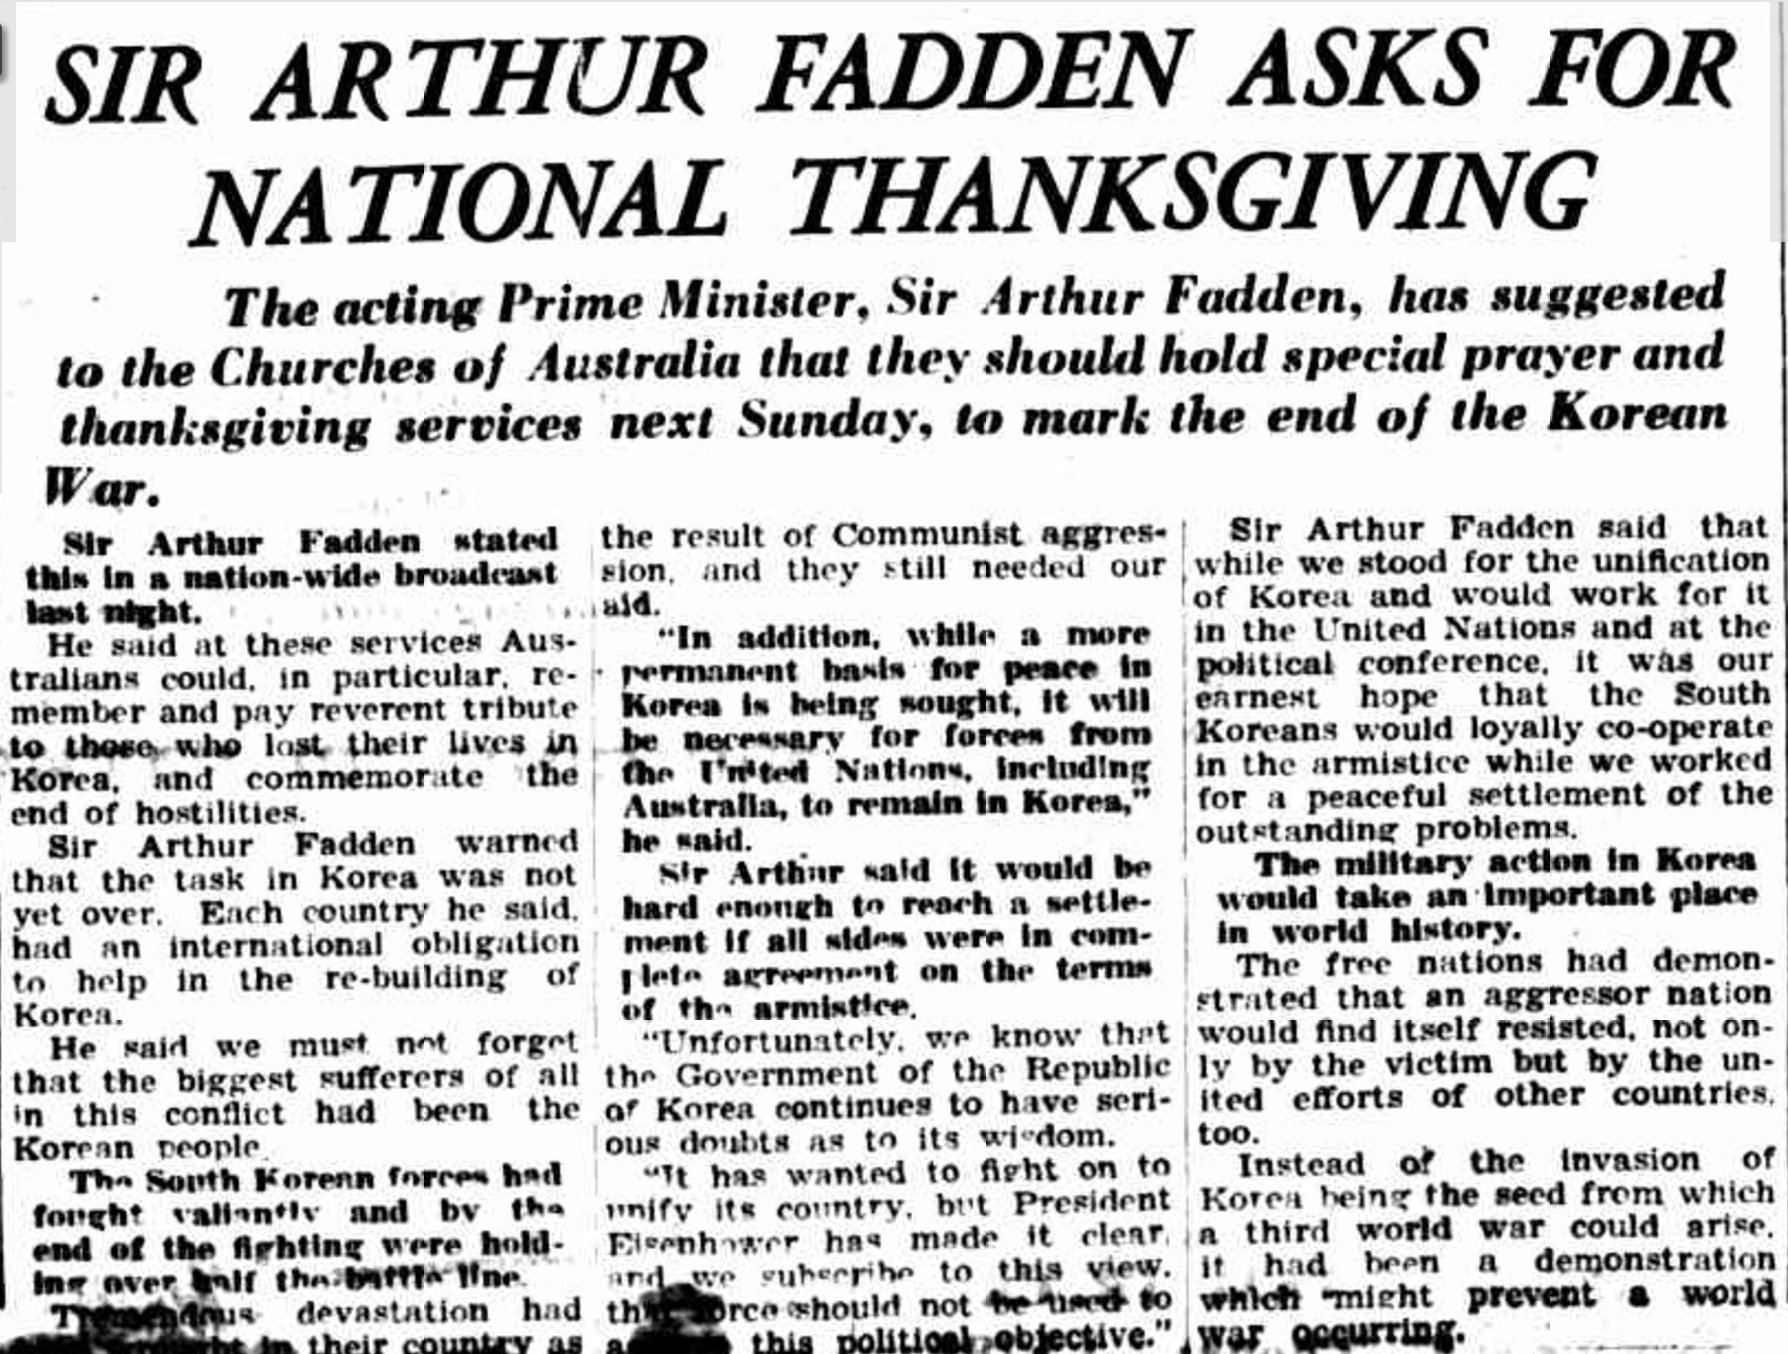 SIR ARTHUR FADDEN ASKS FOR
NATIONAL THANKSGIVING
The acting Prime Minister, Sir Arthur Fadden, has suggested
to the Churches of Australia that they should hold special prayer and
thanksgiving services next Sunday, to mark the end of the Korean
War.
Sir Arthur Fadden stated
this in a nation-wide broadcast
last night.
He said at these services Aus-
tralians could, in particular, re-
member and pay reverent tribute
to those who lost their lives in
Korea, and commemorate the
end of hostilities.
Sir Arthur Fadden warned
that the task in Korea was not
yet over. Each country he said,
had an international obligation
to help in the re-building of
Korea.
He said we must not forget
that the biggest sufferers of all
in this conflict had been the
Korean people.
The South Korean forces had
fought valiantly and by the
end of the fighting were hold-
ing over half the battle line.
Tremendous devastation had
in their country as
the result of Communist aggres-
sion, and they still needed our
aid.
"In addition, while a more
permanent basis for peace in
Korea is being sought, it will
be necessary for forces from
the United Nations, including
Australia, to remain in Korea,"
he said.
Sir Arthur said it would be
hard enough to reach a settle-
ment if all sides were in com-
plete agreement on the terms
of the armistice.
"Unfortunately, we know that
the Government of the Republic
of Korea continues to have seri-
ous doubts as to its wisdom.
"It has wanted to fight on to
unify its country, but President
Eisenhower has made it clear,
and we subscribe to this view,
that force should not be used to
this political objective."
Sir Arthur Fadden said that
while we stood for the unification
of Korea and would work for it
in the United Nations and at the
political conference, it was our
earnest hope that the South
Koreans would loyally co-operate
in the armistice while we worked
for a peaceful settlement of the
outstanding problems.
The military action in Korea
would take an important place
in world history.
The free nations had demon-
strated that an aggressor nation
would find itself resisted, not on-
ly by the victim but by the un-
ited efforts of other countries,
too.
Instead of the invasion of
Korea being the seed from which
a third world war could arise,
it had been a demonstration
which might prevent a world
war occurring.